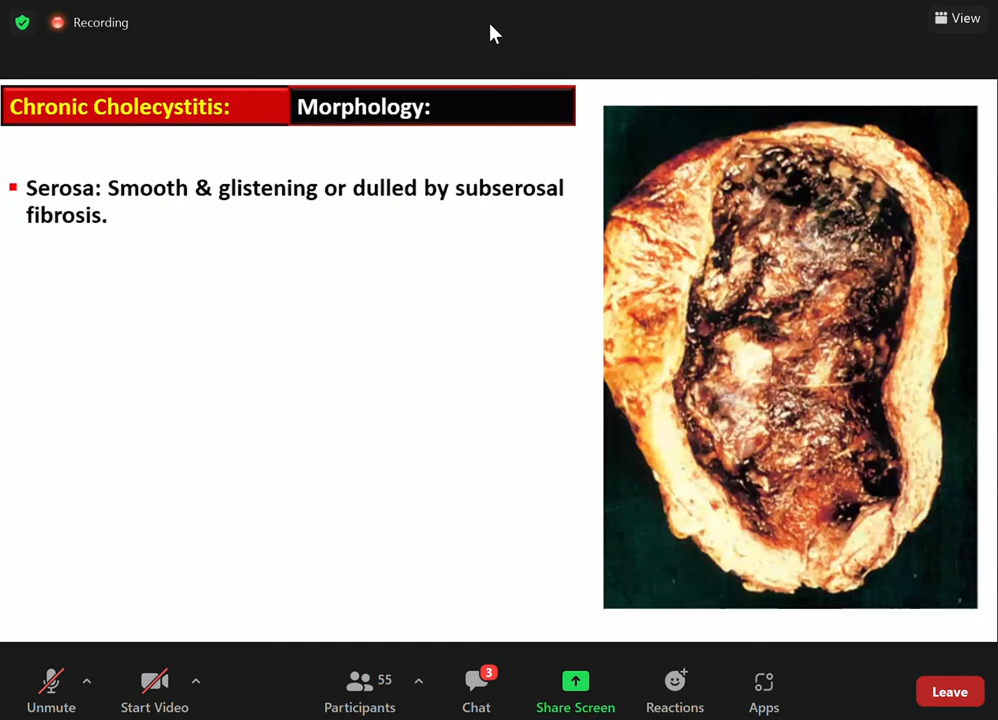 Recording
View
Chronic Cholecystitis: Morphology:
Serosa: Smooth & glistening or dulled by subserosal
fibrosis.
55
3
Unmute Start Video Participants Chat Share Screen Reactions Apps Leave